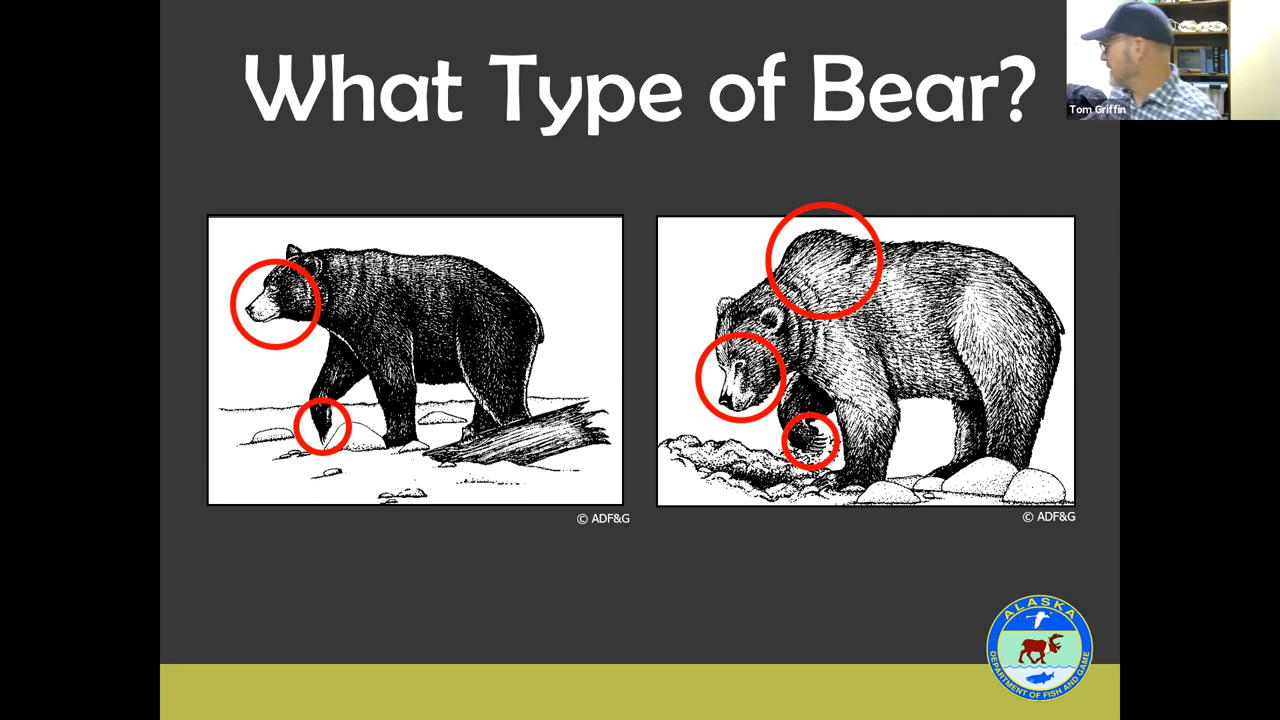 What Type of Bear?
Tom Griffin
© ADF&G
© ADF&G
ALASKA
DEPARTMENT OF FISH AND GAME